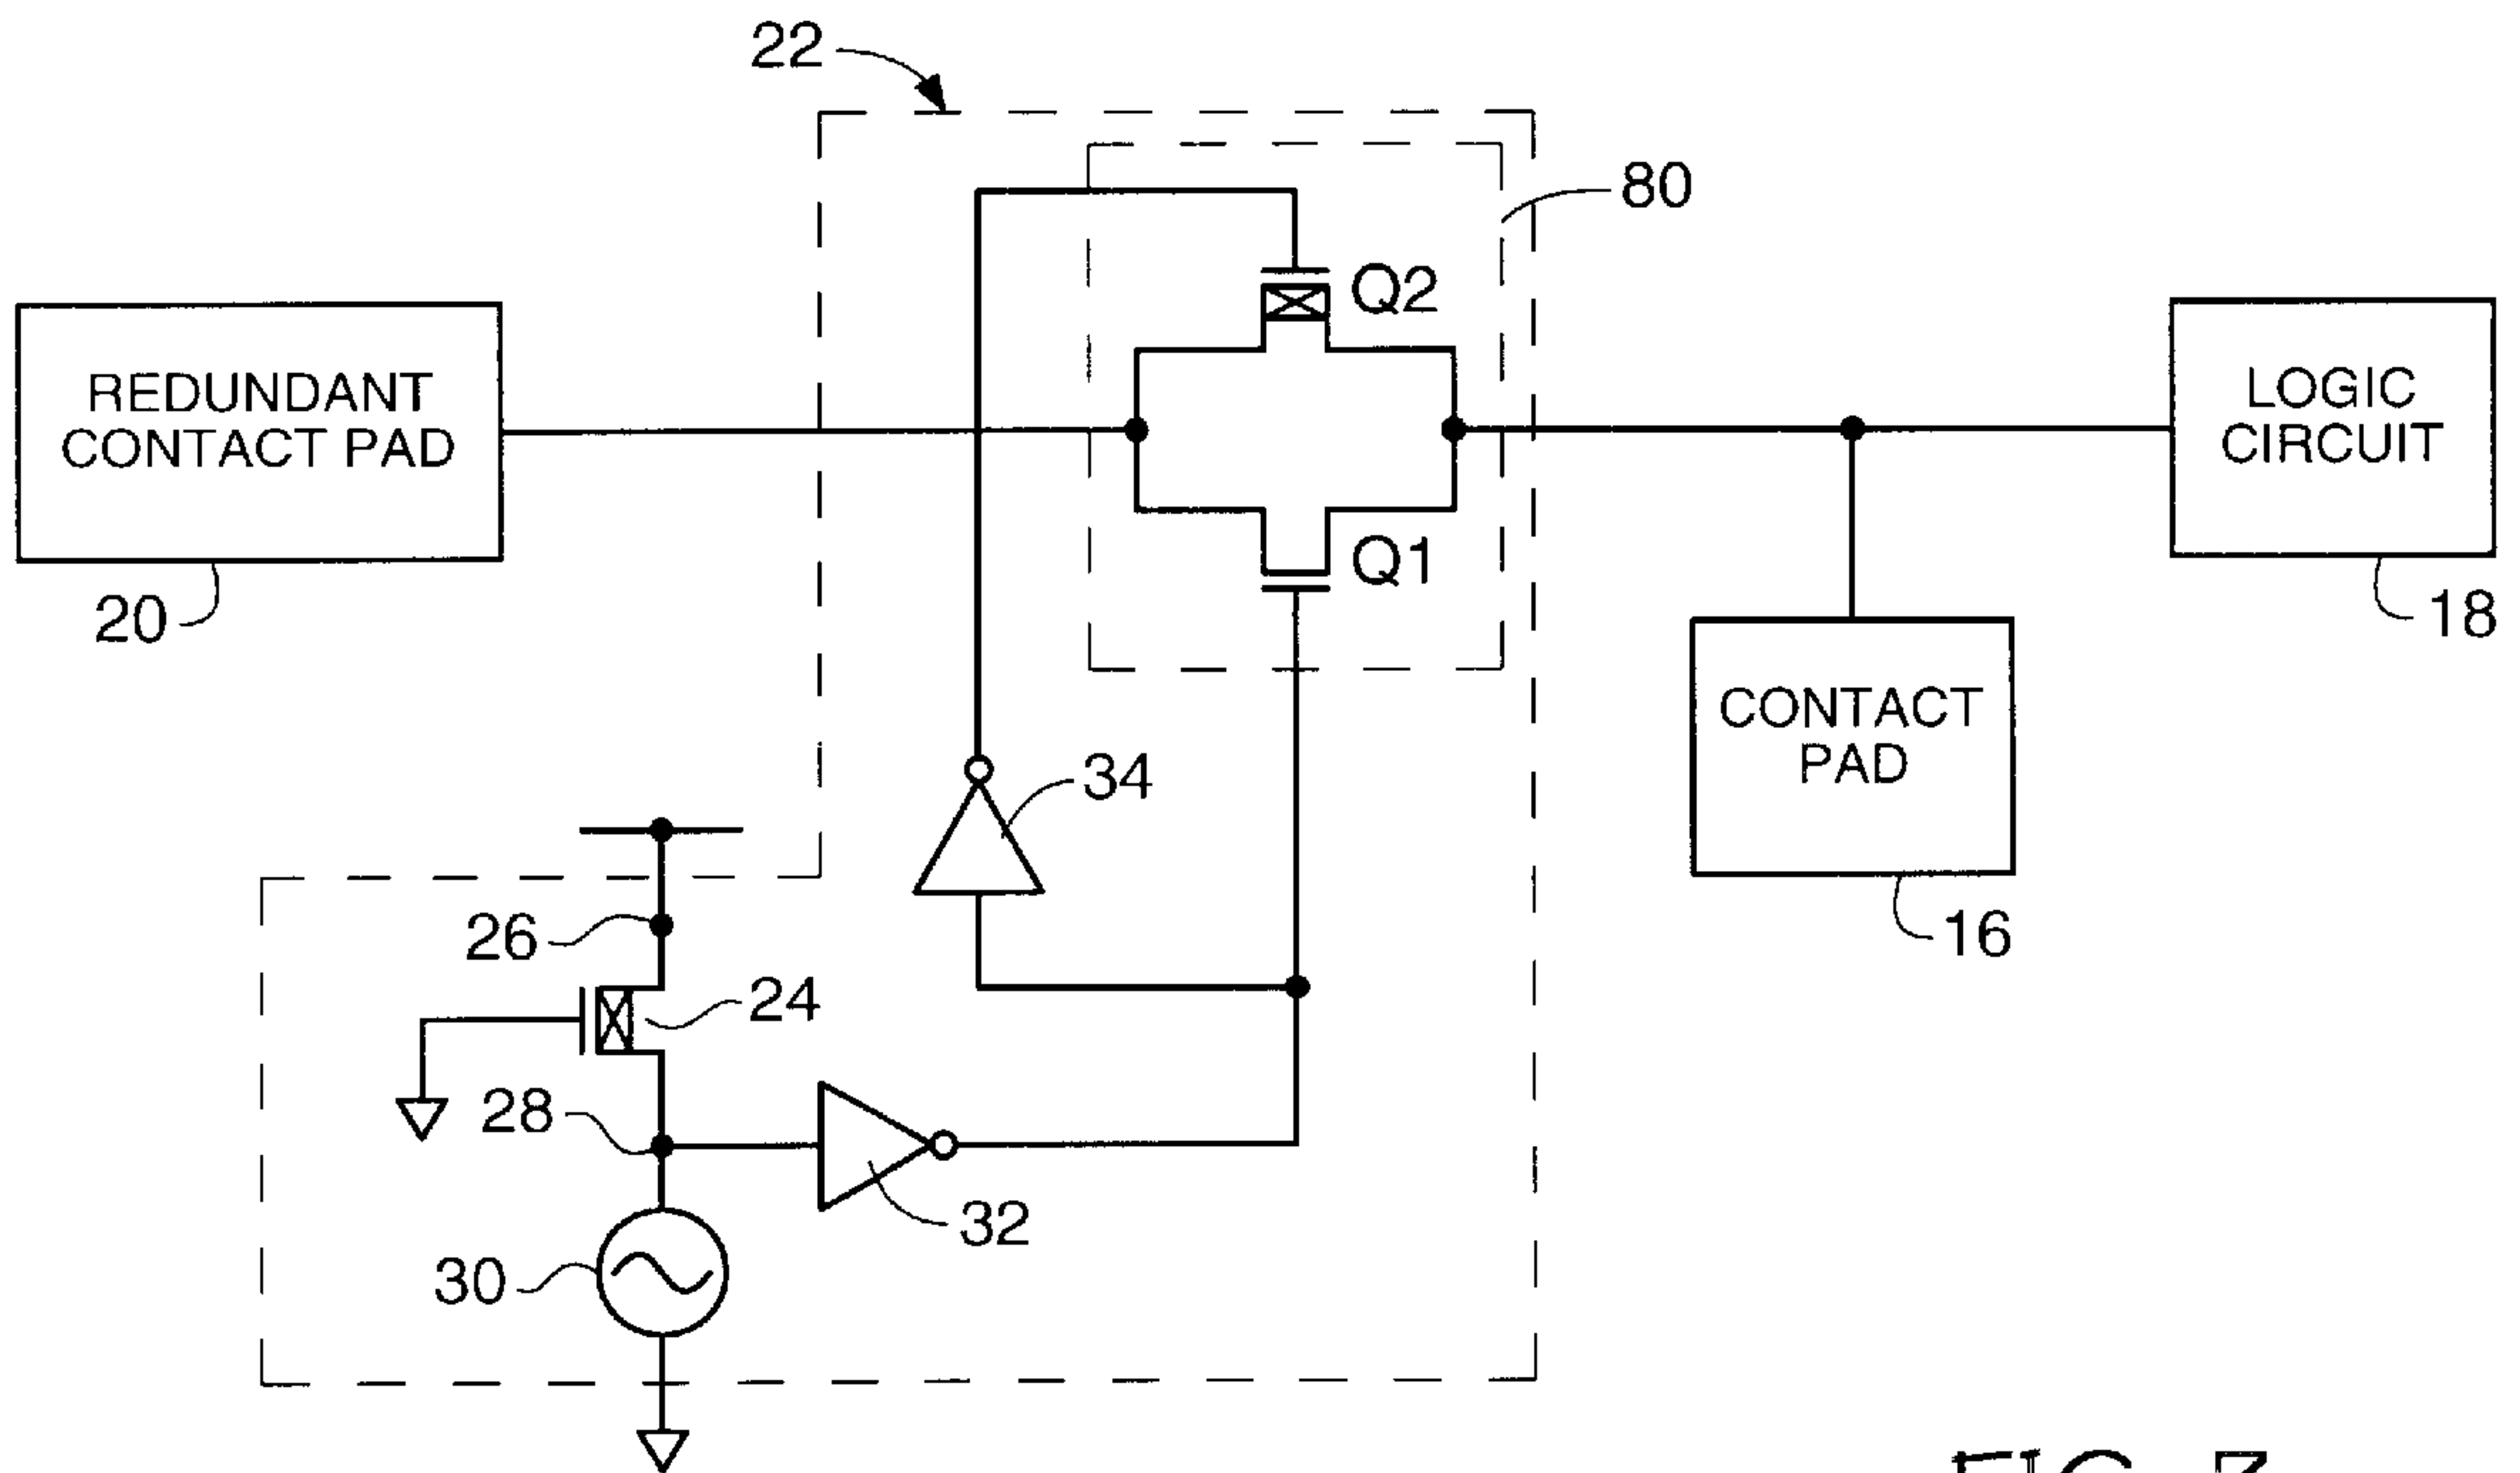 22
80
Q2
REDUNDANT
CONTACT PAD
LOGIC
CIRCUIT
Q1
20
18
CONTACT
PAD
34
26
16
24
28
32
30